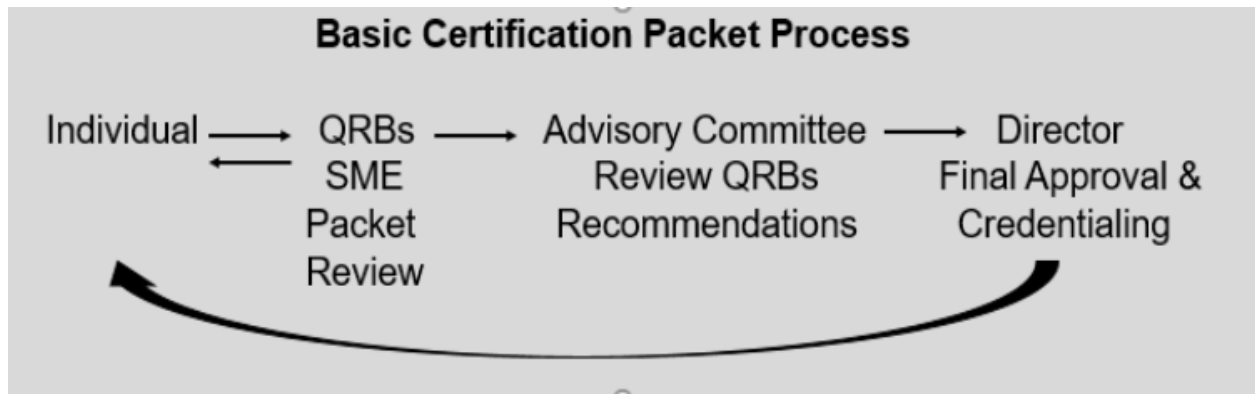 Basic Certification Packet Process
Individual
QRBs
SME
Packet
Review
Advisory Committee
Review QRBs
Recommendations
Director
Final Approval &
Credentialing